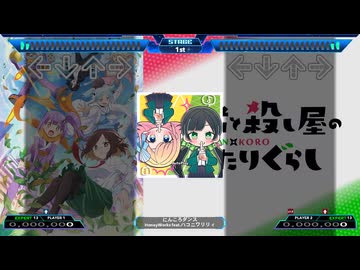 STAGE
1st
と殺し屋の
KORO
たりぐらし
にんころダンス
HoneyWorks feat.ハコニワリリィ
EXPERT 13
PLAYER 1
PLAYER 2
EXPERT 13
0,000,000
0,000,000